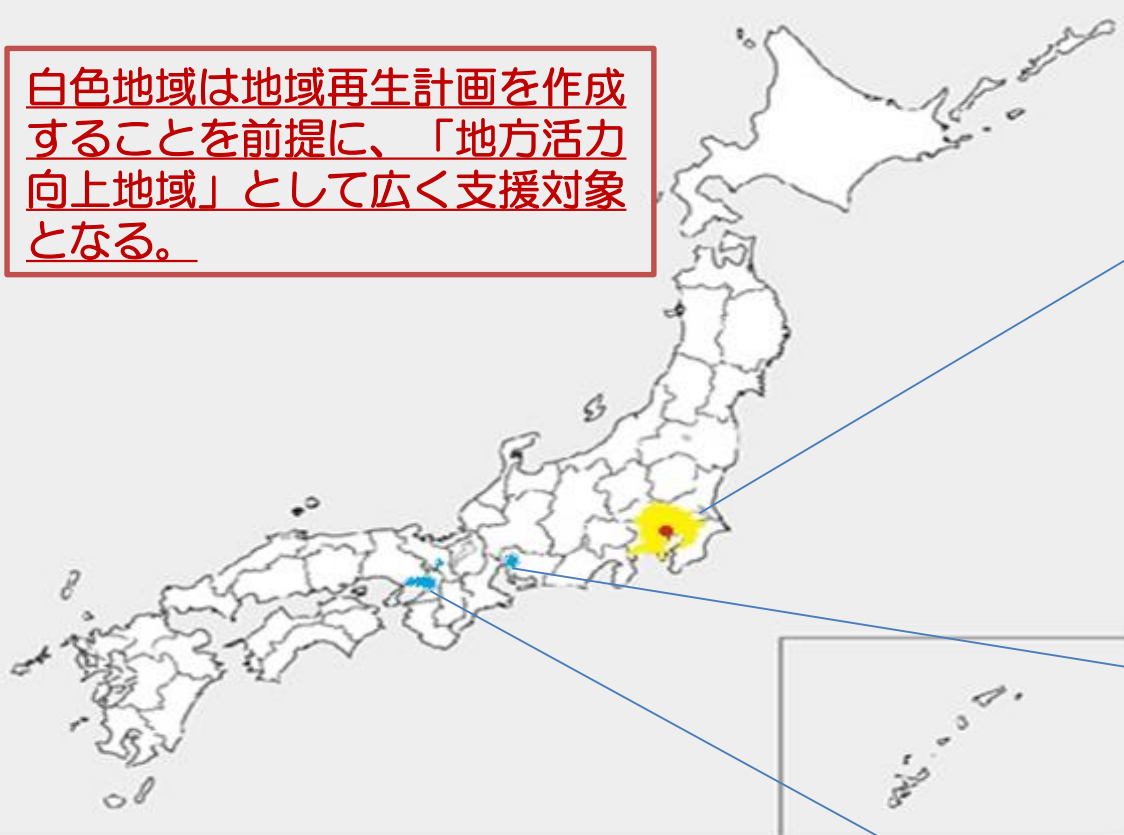 白色地域は地域再生計画を作成
することを前提に、「地方活力
向上地域」として広く支援対象
となる。